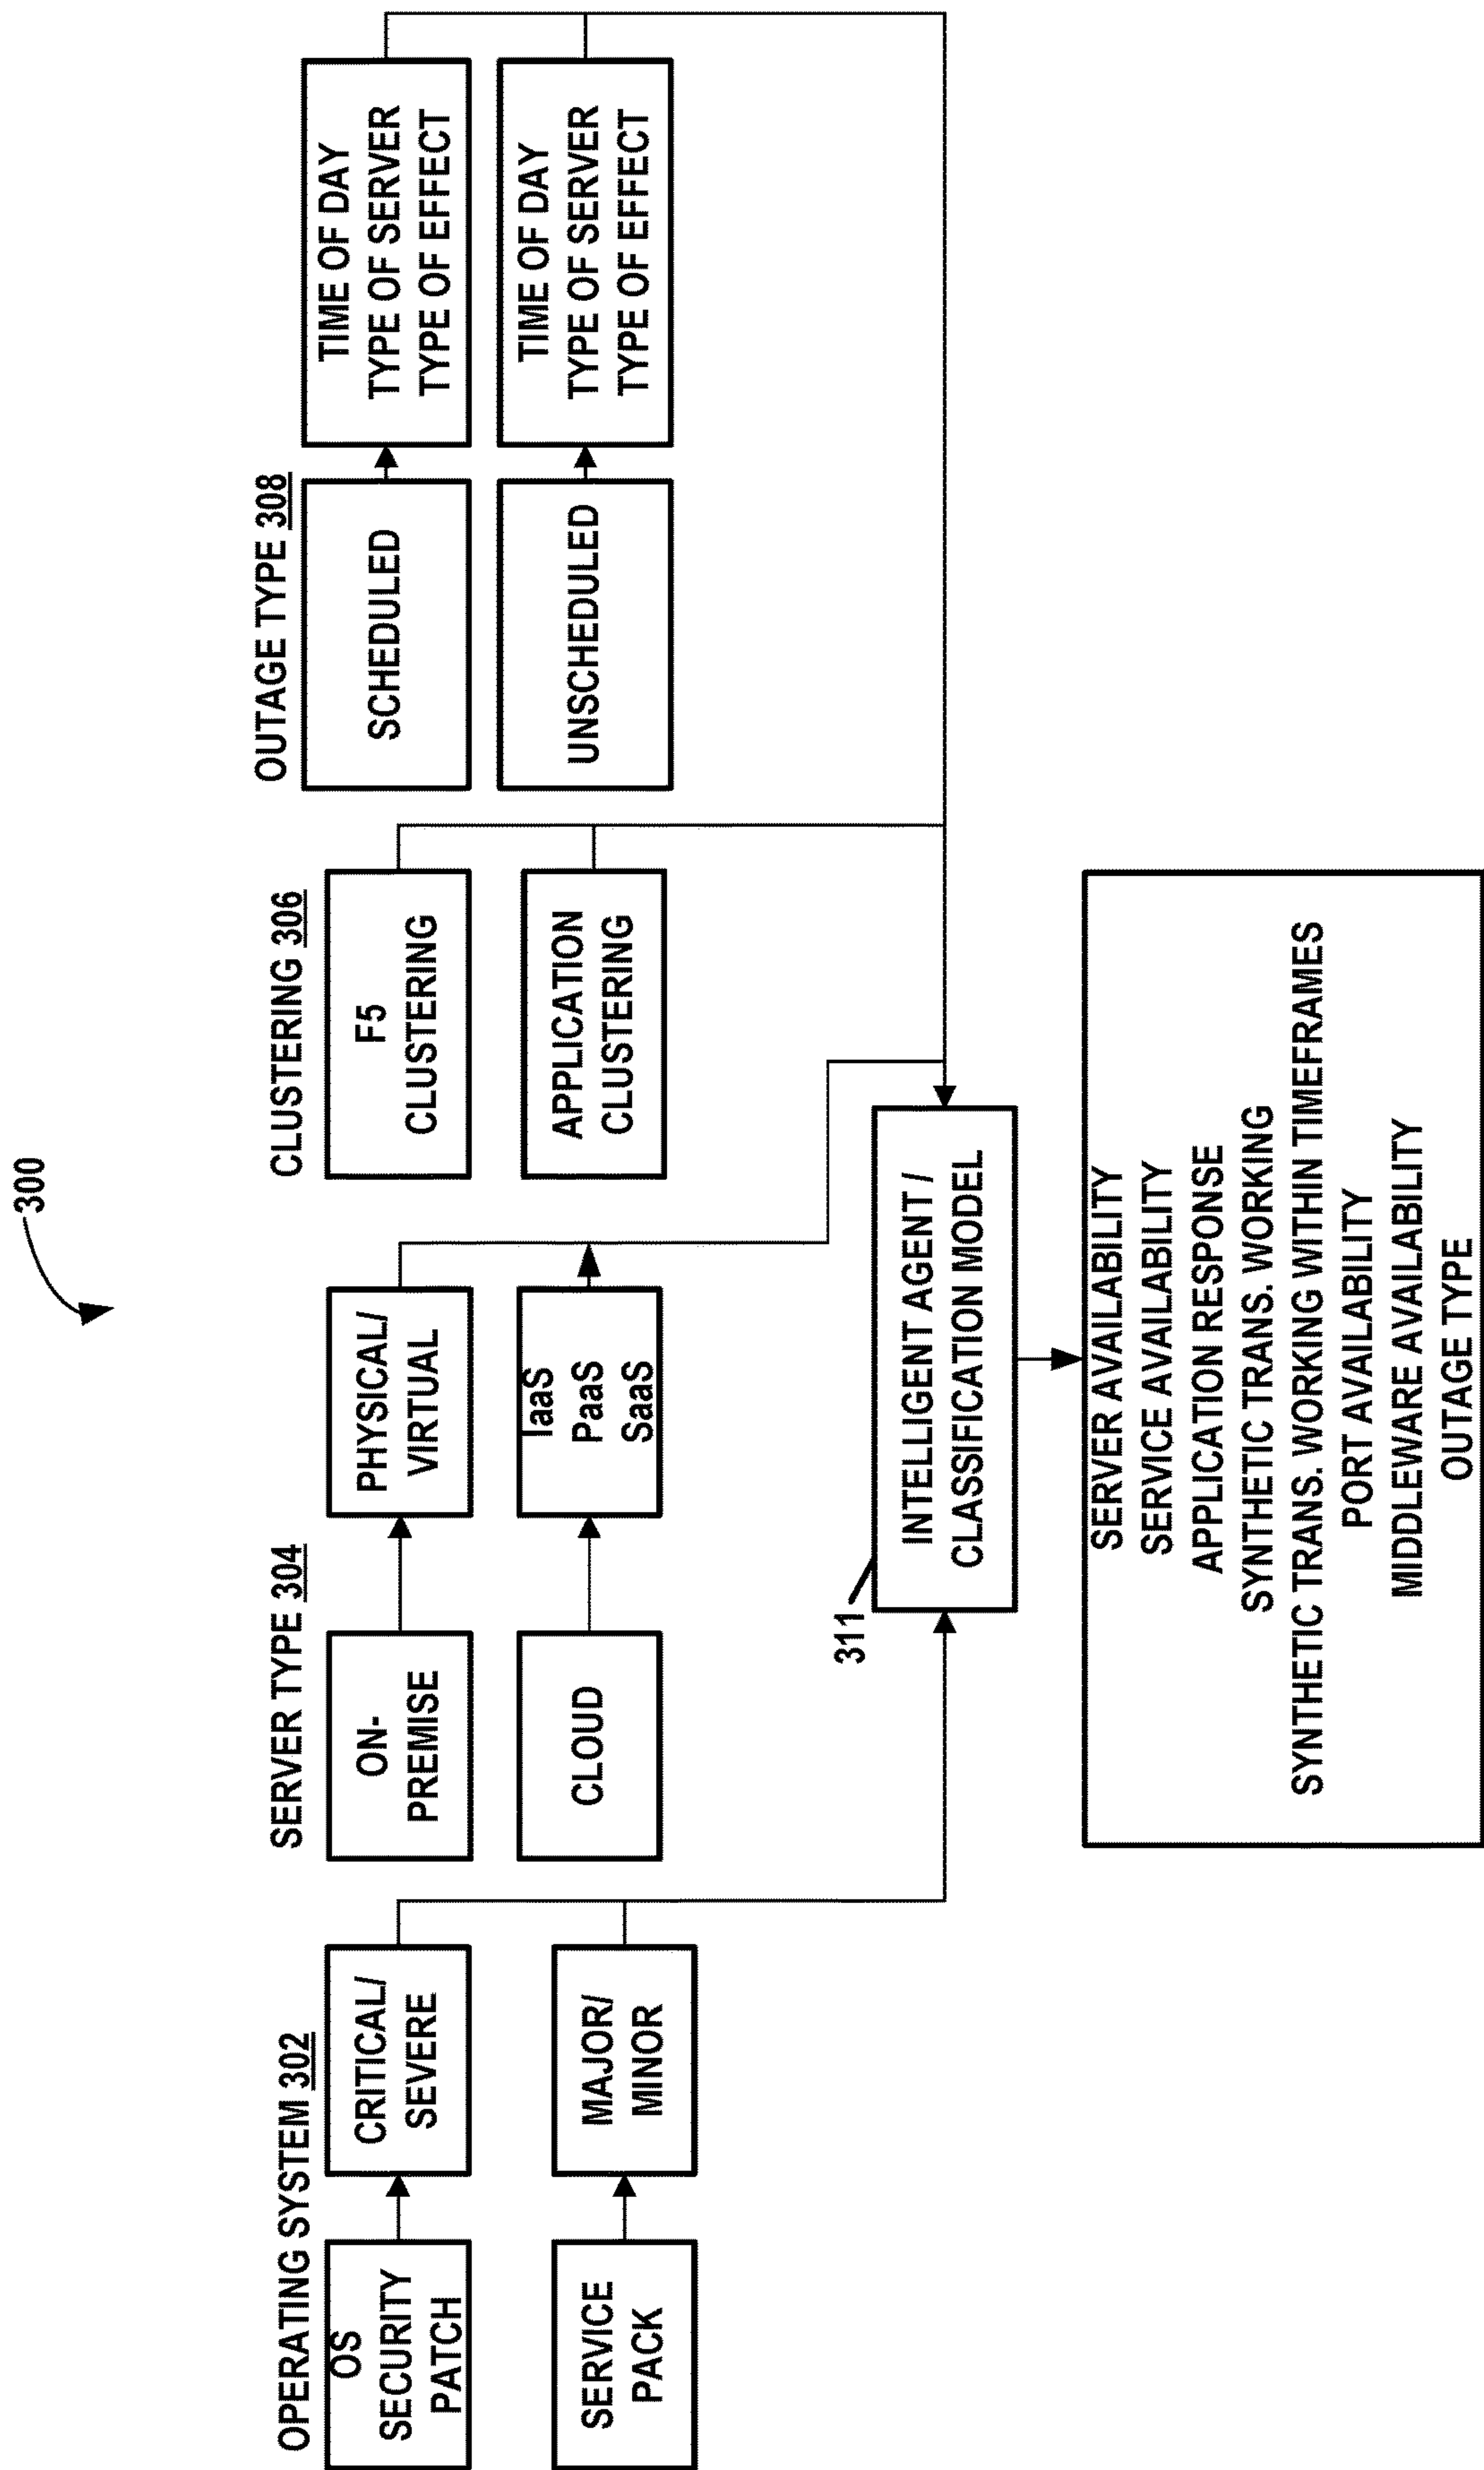 300
OPERATING SYSTEM 302
OS
SECURITY
PATCH
CRITICAL/
SEVERE
SERVICE
PACK
MAJOR/
MINOR
SERVER TYPE 304
ON-
PREMISE
PHYSICAL/
VIRTUAL
CLOUD
IaaS
PaaS
SaaS
CLUSTERING 306
F5
CLUSTERING
APPLICATION
CLUSTERING
OUTAGE TYPE 308
SCHEDULED
TIME OF DAY
TYPE OF SERVER
TYPE OF EFFECT
UNSCHEDULED
TIME OF DAY
TYPE OF SERVER
TYPE OF EFFECT
311
INTELLIGENT AGENT /
CLASSIFICATION MODEL
SERVER AVAILABILITY
SERVICE AVAILABILITY
APPLICATION RESPONSE
SYNTHETIC TRANS. WORKING
SYNTHETIC TRANS. WORKING WITHIN TIMEFRAMES
PORT AVAILABILITY
MIDDLEWARE AVAILABILITY
OUTAGE TYPE